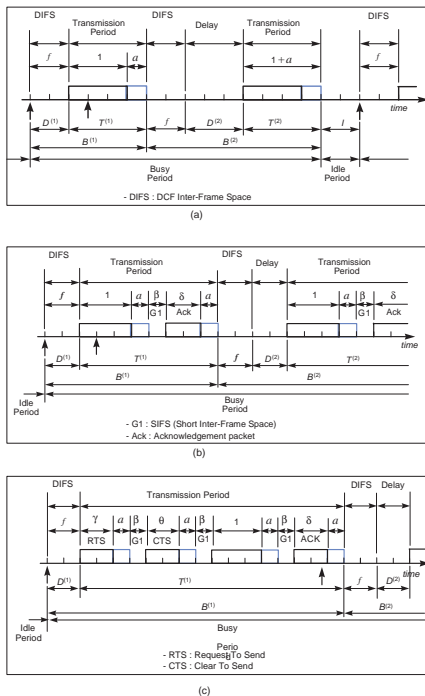 DIFS Transmission Period DIFS Delay Transmission Period DIFS
f 1 a 1+a f
time
D(1) T(1) f D(2) T(2) I
B(1) B(2)
Busy Period Idle Period
- DIFS : DCF Inter-Frame Space
(a)
DIFS Transmission Period DIFS Delay Transmission Period
f 1 a β δ a 1 a β δ
G1 Ack G1 Ack
time
D(1) T(1) f D(2) T(2)
B(1) B(2)
Idle Period Busy Period
- G1 : SIFS (Short Inter-Frame Space)
- Ack : Acknowledgement packet
(b)
DIFS Transmission Period DIFS Delay
f γ a β θ a β 1 a β δ a
RTS G1 CTS G1 G1 ACK
time
D(1) T(1) f D(2)
B(1) B(2)
Idle Period Busy
Perio
d
- RTS : Request To Send
- CTS : Clear To Send
(c)